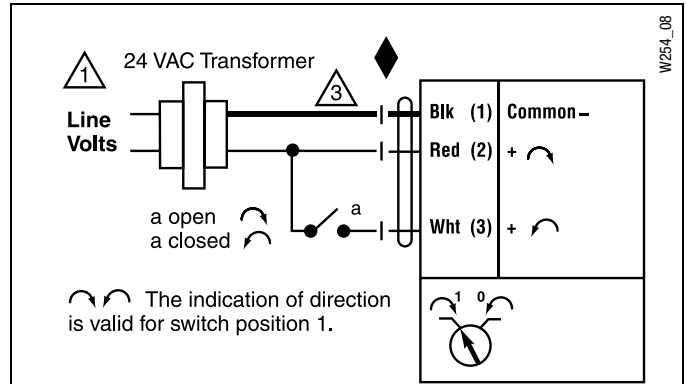 W254_08
1
24 VAC Transformer
3
Line
Volts
Blk (1) Common –
Red (2) +
Wht (3) +
a
a open
a closed
The indication of direction
is valid for switch position 1.
1 0